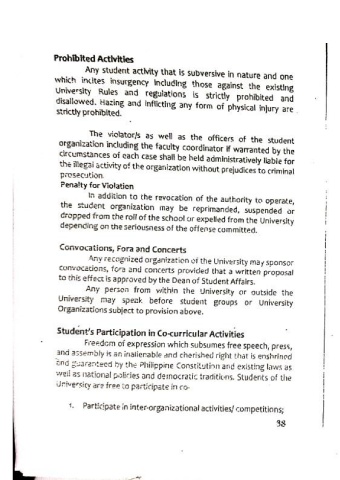 Prohibited Activities
Any student activity that is subversive in nature and one
which incites insurgency including those against the existing
University Rules and regulations is strictly prohibited and
disallowed. Hazing and inflicting any form of physical injury are
strictly prohibited.
The violator/s as well as the officers of the student
organization including the faculty coordinator if warranted by the
circumstances of each case shall be held administratively liable for
the illegal activity of the organization without prejudices to criminal
prosecution.
Penalty for Violation
In addition to the revocation of the authority to operate,
the student organization may be reprimanded, suspended or
dropped from the roll of the school or expelled from the University
depending on the seriousness of the offense committed.
Convocations, Fora and Concerts
Any recognized organization of the University may sponsor
convocations, fora and concerts provided that a written proposal
to this effect is approved by the Dean of Student Affairs.
Any person from within the University or outside the
University may speak before student groups or University
Organizations subject to provision above.
Student's Participation in Co-curricular Activities
Freedom of expression which subsumes free speech, press,
and assembly is an inalienable and cherished right that is enshrined
and guaranteed by the Philippine Constitution and existing laws as
well as national policies and democratic traditions. Students of the
University are free to participate in co-
1. Participate in inter-organizational activities/ competitions;
38